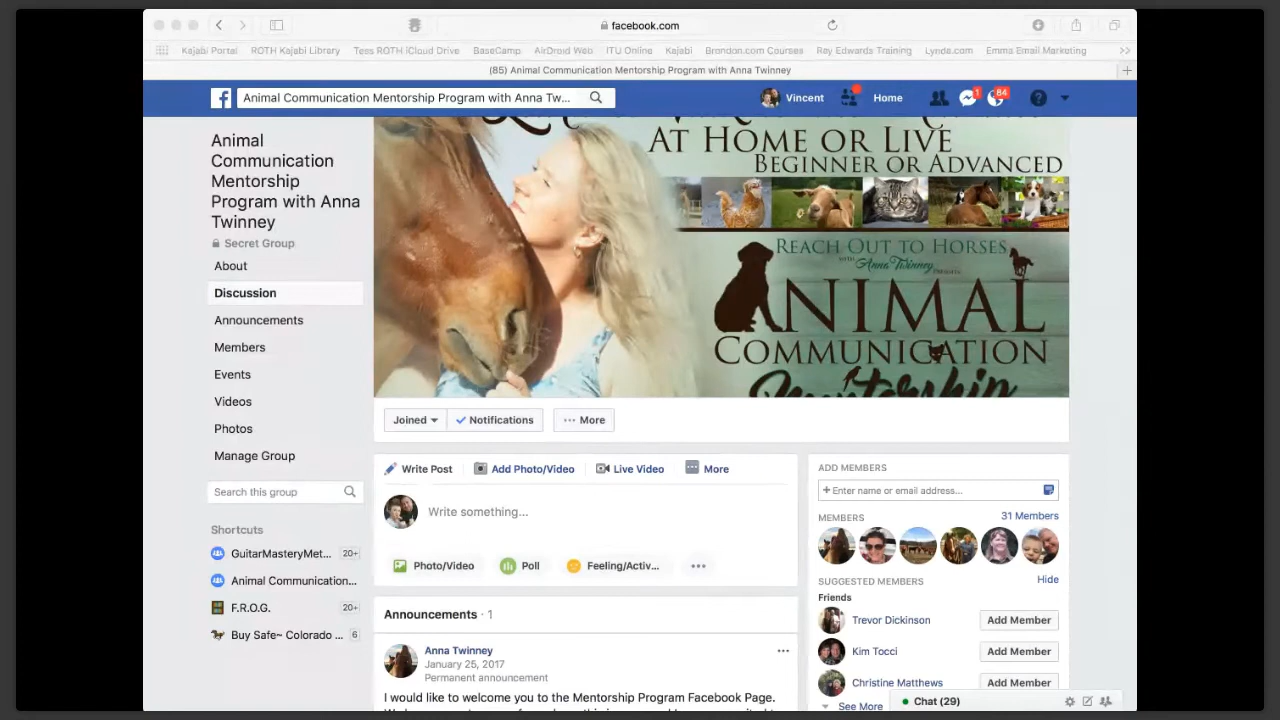 facebook.com
Kajabi Portal ROTH Kajabi Library Tess ROTH iCloud Drive BaseCamp AirDroid Web ITU Online Kajabi Brendon.com Courses Ray Edwards Training Lynda.com Emma Email Marketing
(85) Animal Communication Mentorship Program with Anna Twinney
Animal Communication Mentorship Program with Anna Tw...
Vincent
Home
1
84
Animal
Communication
Mentorship
Program with Anna
Twinney
Secret Group
About
Discussion
Announcements
Members
Events
Videos
Photos
Manage Group
Search this group
Shortcuts
GuitarMasteryMet... 20+
Animal Communication...
F.R.O.G. 20+
Buy Safe~ Colorado ... 6
AT HOME OR LIVE
BEGINNER OR ADVANCED
REACH OUT TO HORSES
WITH Anna Twinney
ANIMAL
COMMUNICATION
Mentorship
Joined Notifications ··· More
Write Post Add Photo/Video Live Video More
Write something...
Photo/Video Poll Feeling/Activ...
Announcements · 1
Anna Twinney
January 25, 2017
Permanent announcement
I would like to welcome you to the Mentorship Program Facebook Page.
ADD MEMBERS
+ Enter name or email address...
MEMBERS 31 Members
SUGGESTED MEMBERS Hide
Friends
Trevor Dickinson Add Member
Kim Tocci Add Member
Christine Matthews Add Member
See More
Chat (29)